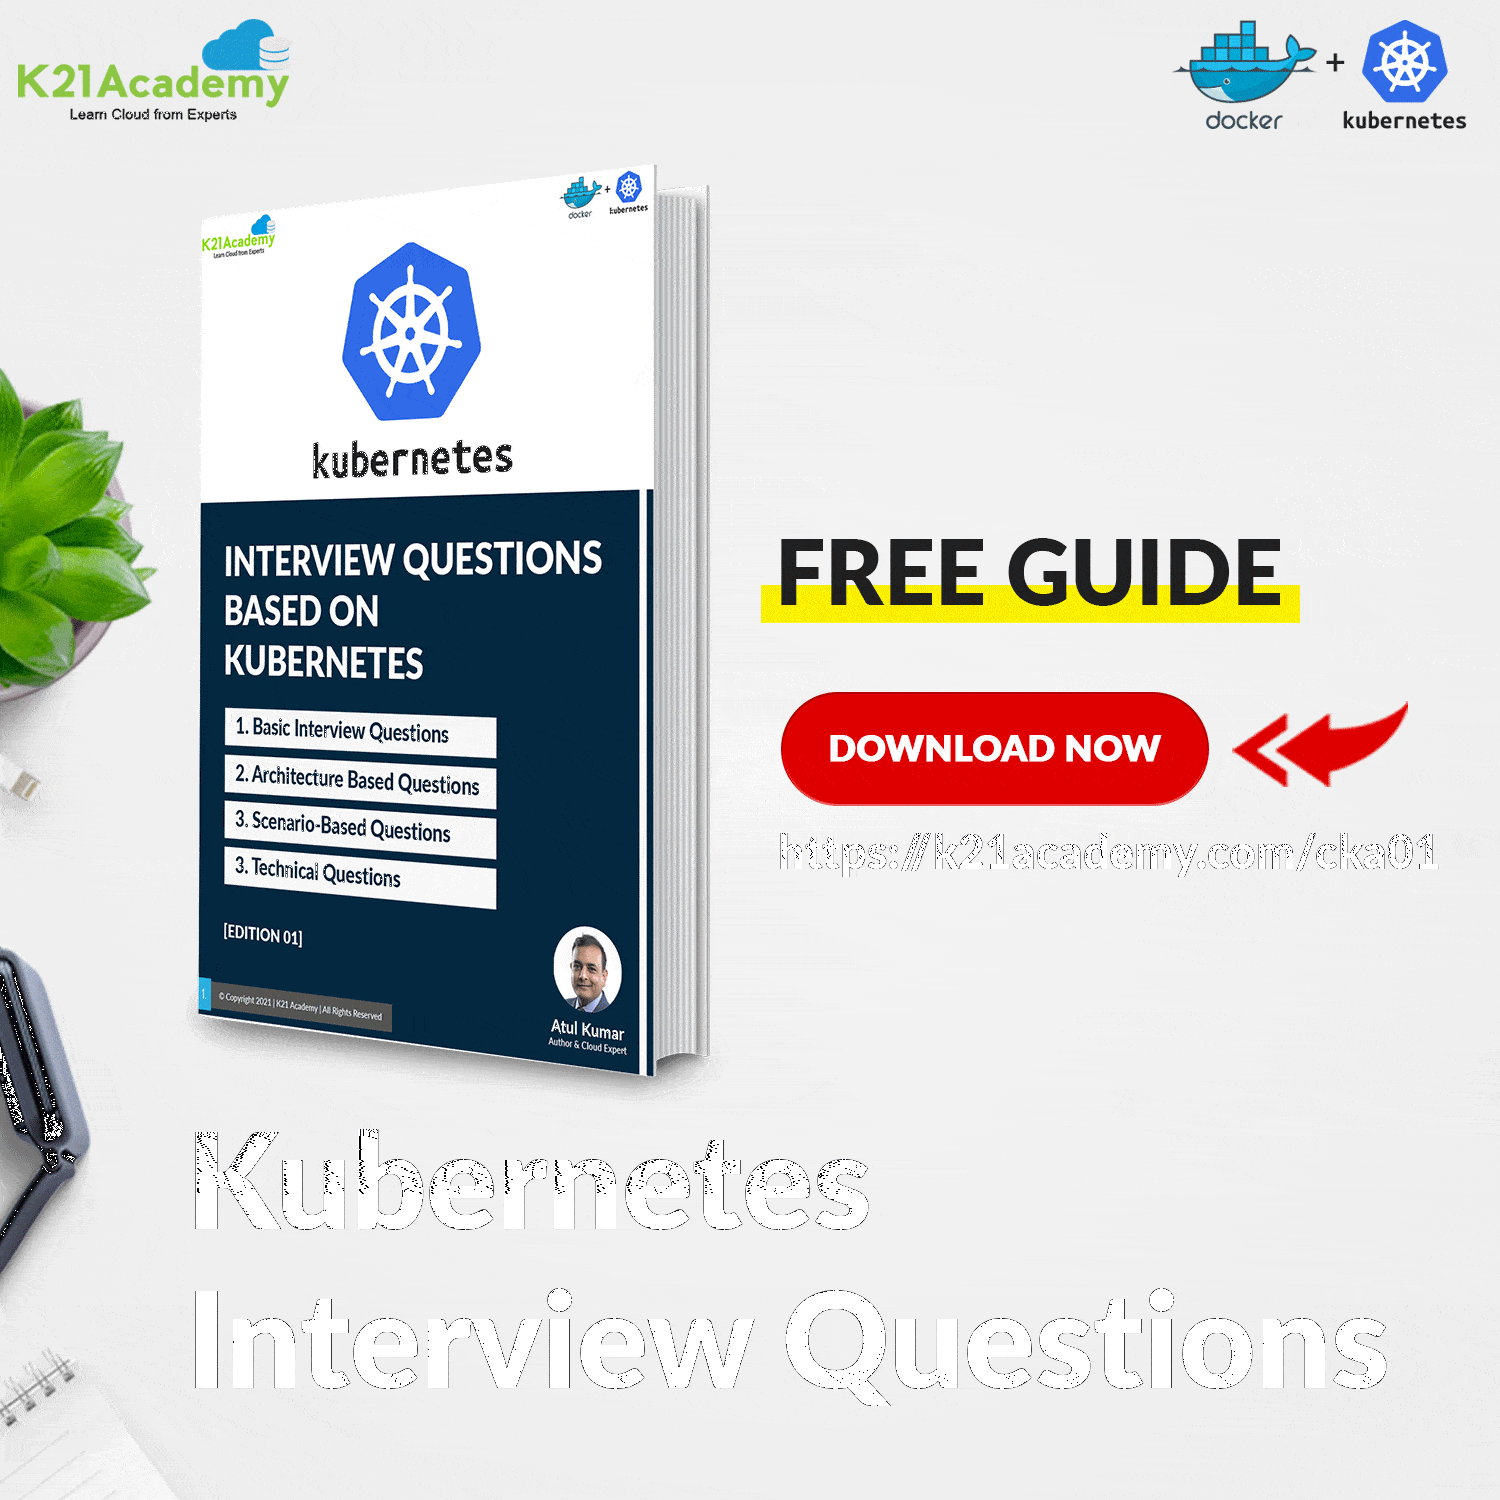 K21Academy
Learn Cloud from Experts
docker
+
kubernetes
K21Academy
Learn Cloud from Experts
docker
+
kubernetes
kubernetes
INTERVIEW QUESTIONS
BASED ON
KUBERNETES
1. Basic Interview Questions
2. Architecture Based Questions
3. Scenario-Based Questions
3. Technical Questions
[EDITION 01]
1.
© Copyright 2021 | K21 Academy | All Rights Reserved
Atul Kumar
Author & Cloud Expert
FREE GUIDE
DOWNLOAD NOW
https://k21academy.com/cka01
Kubernetes
Interview Questions